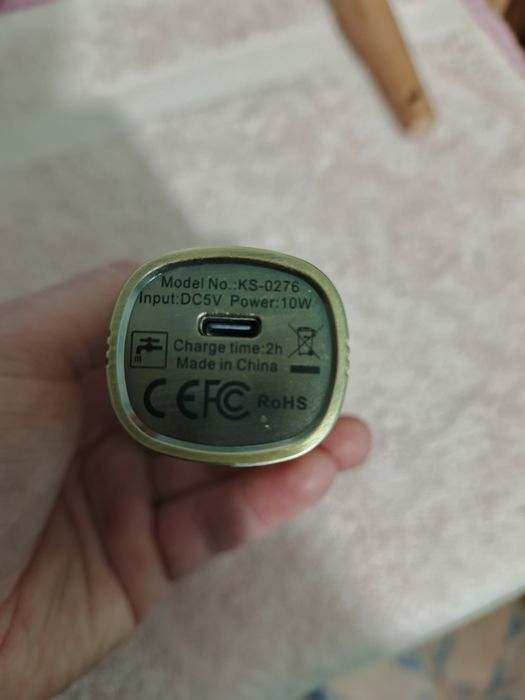 Model No.:KS-0276
Input:DC5V Power:10W
Charge time:2h
Made in China
CE FC RoHS